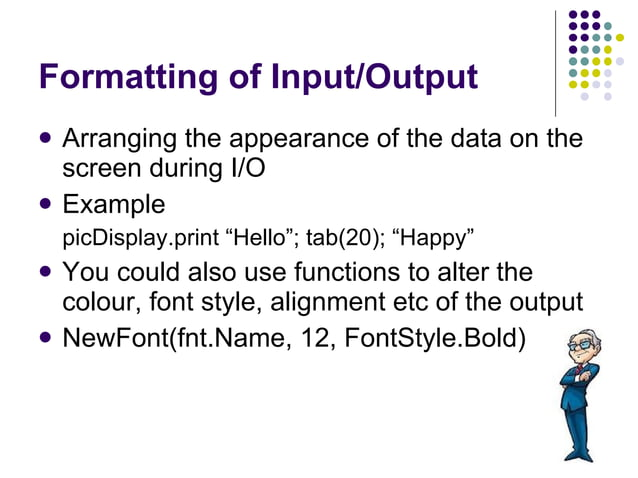 Formatting of Input/Output
Arranging the appearance of the data on the
screen during I/O
Example
picDisplay.print “Hello”; tab(20); “Happy”
You could also use functions to alter the
colour, font style, alignment etc of the output
NewFont(fnt.Name, 12, FontStyle.Bold)